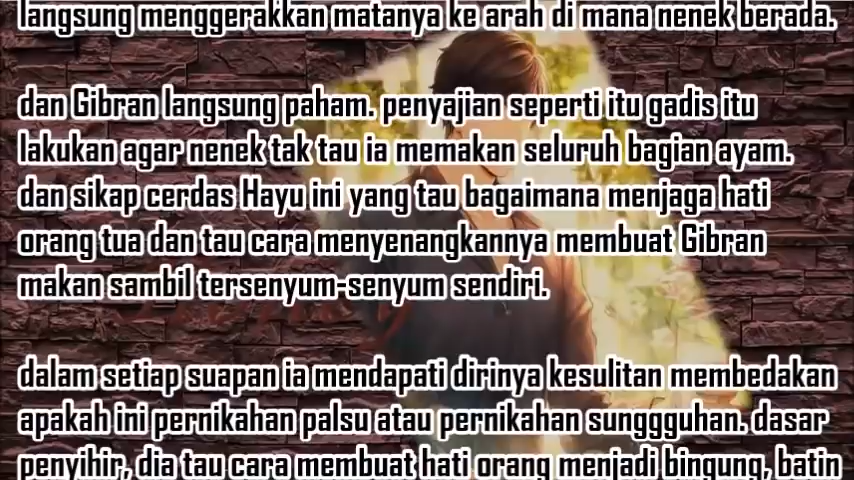 langsung menggerakkan matanya ke arah di mana nenek berada.
dan Gibran langsung paham. penyajian seperti itu gadis itu
lakukan agar nenek tak tau ia memakan seluruh bagian ayam.
dan sikap cerdas Hayu ini yang tau bagaimana menjaga hati
orang tua dan tau cara menyenangkannya membuat Gibran
makan sambil tersenyum-senyum sendiri.
dalam setiap suapan ia mendapati dirinya kesulitan membedakan
apakah ini pernikahan palsu atau pernikahan sunggguhan. dasar
penyihir, dia tau cara membuat hati orang menjadi bingung, batin